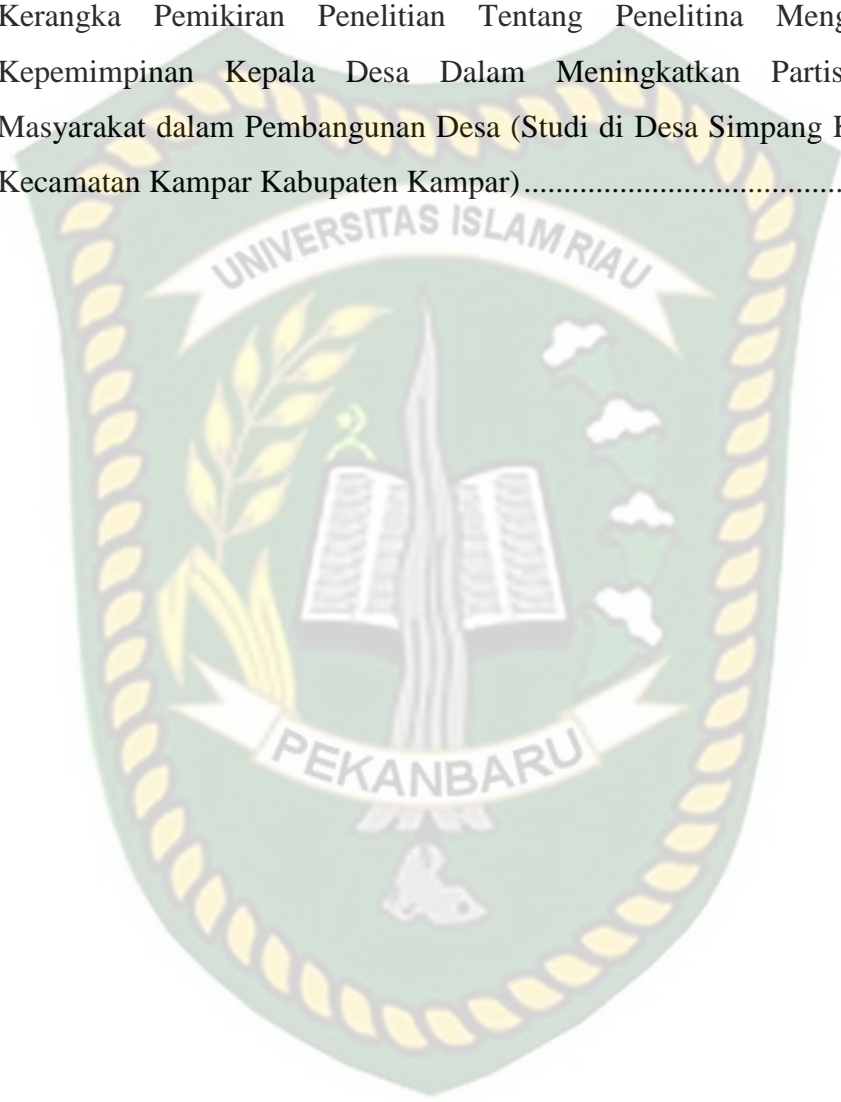 Kerangka Pemikiran Penelitian Tentang Penelitina Meng
Kepemimpinan Kepala Desa Dalam Meningkatkan Partis
Masyarakat dalam Pembangunan Desa (Studi di Desa Simpang
Kecamatan Kampar Kabupaten Kampar) ........................................
UNIVERSITAS ISLAM RIAU
PEKANBARU